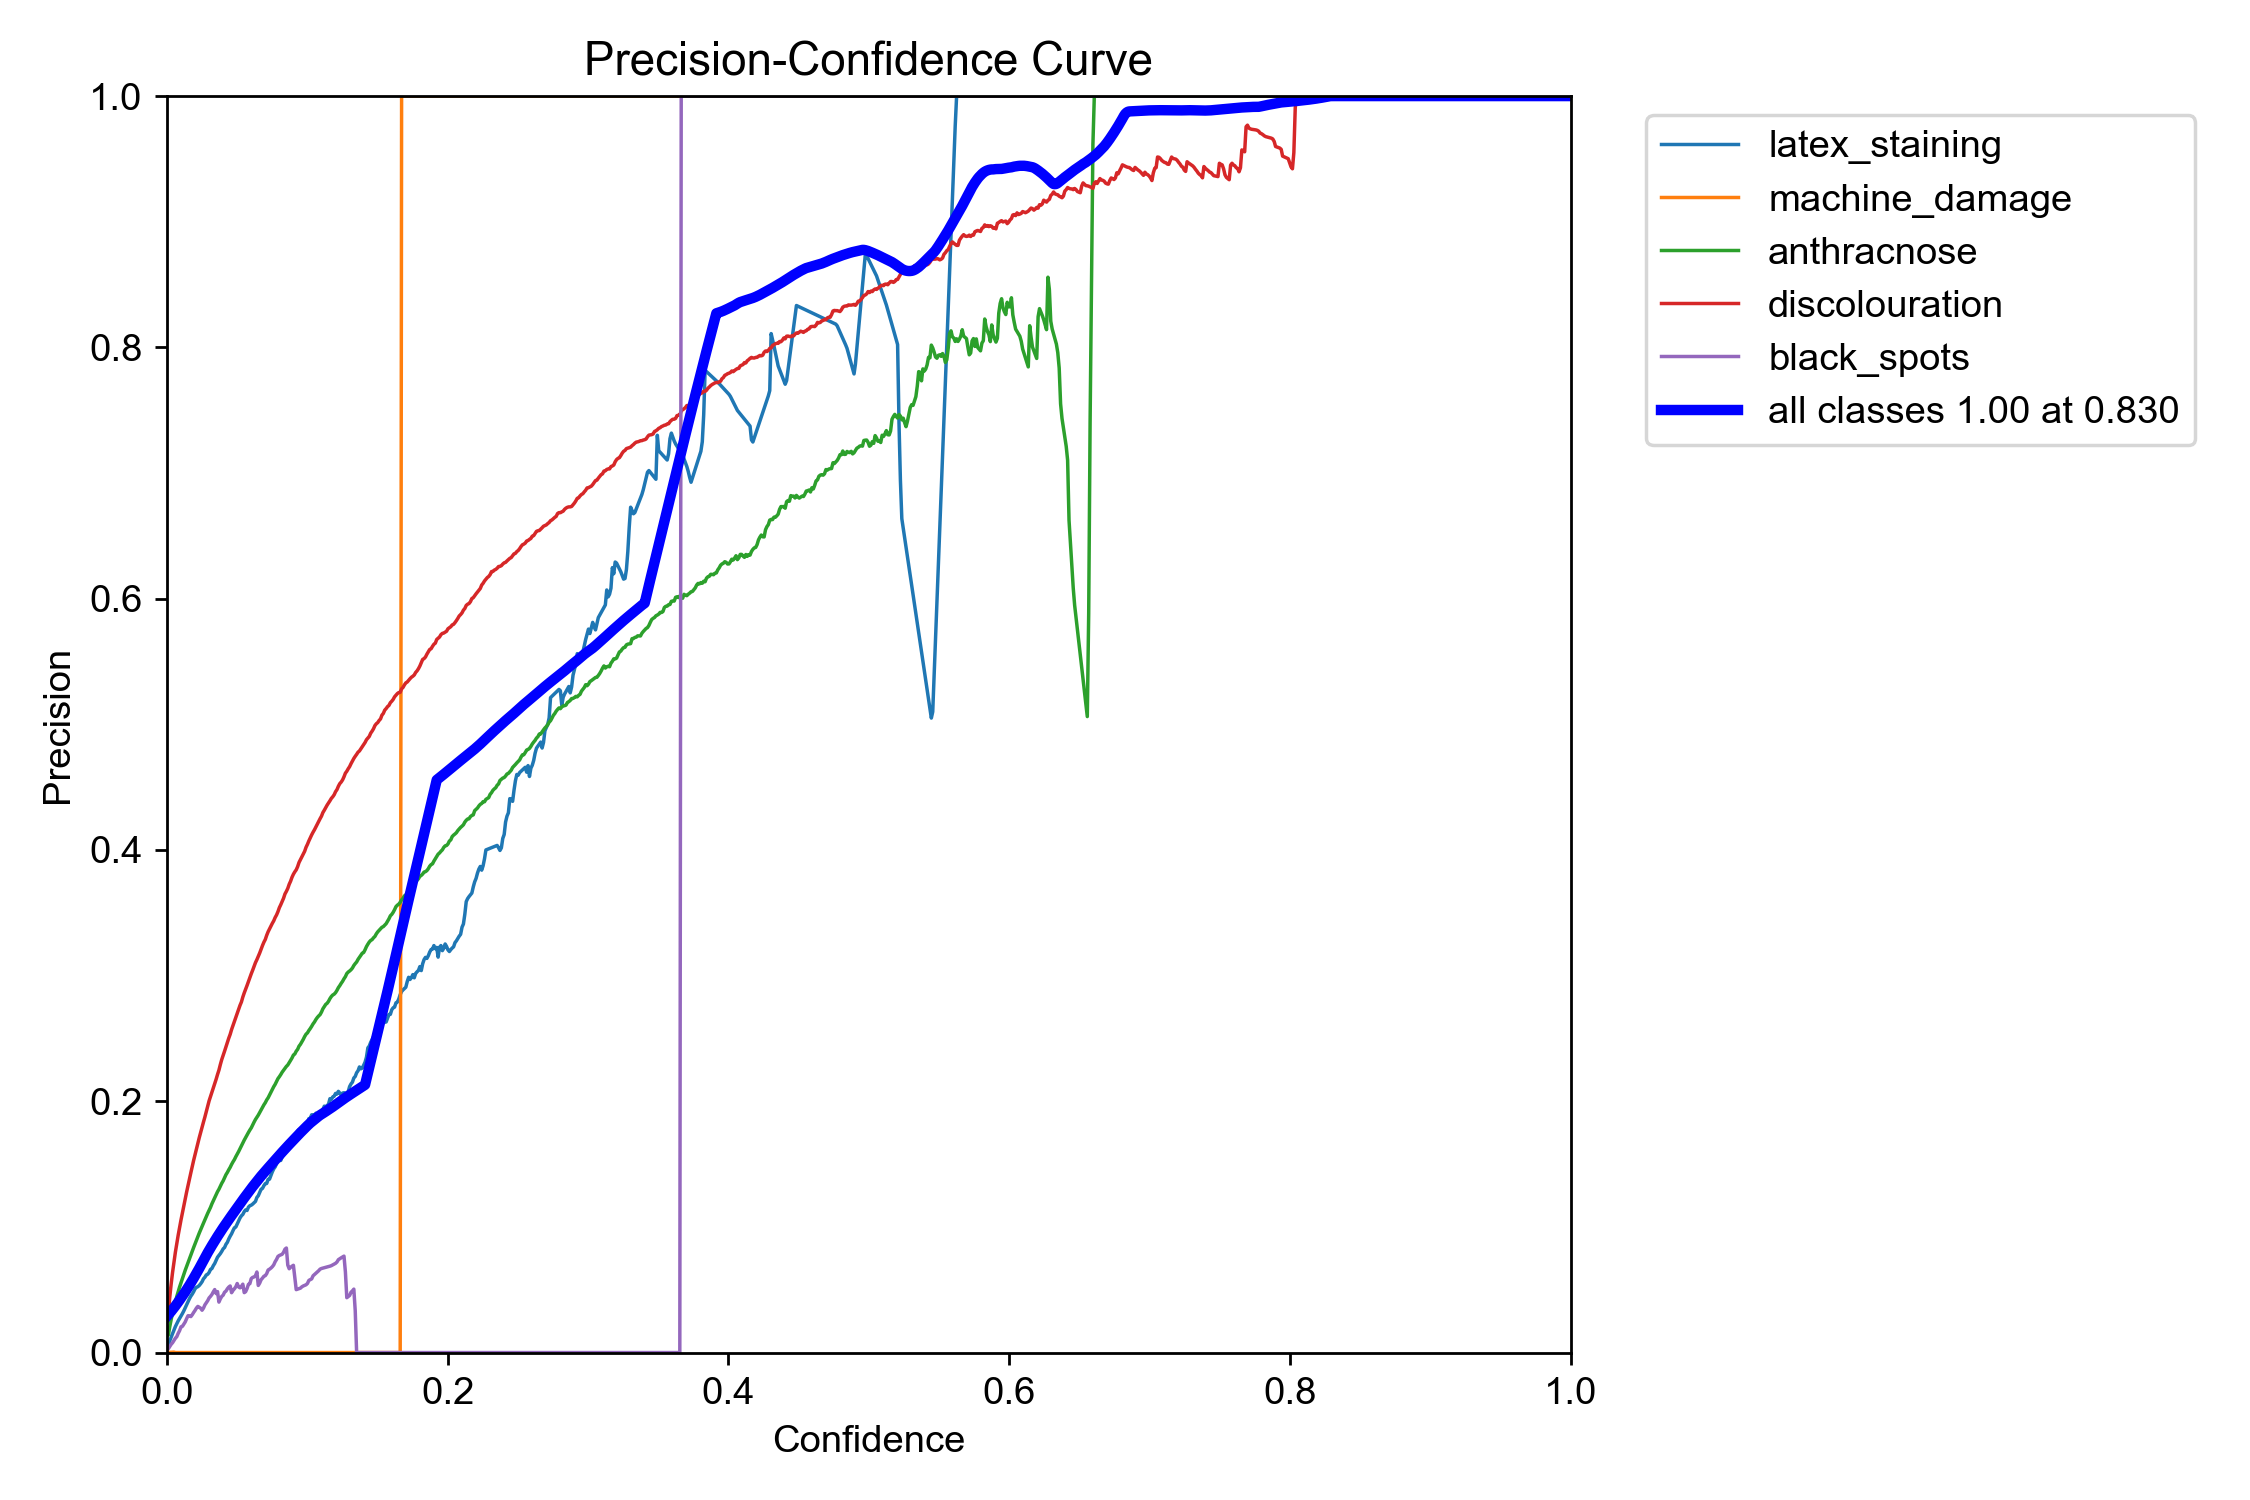 Precision-Confidence Curve
1.0
0.8
0.6
0.4
0.2
0.0
Precision
0.0 0.2 0.4 0.6 0.8 1.0
Confidence
latex_staining
machine_damage
anthracnose
discolouration
black_spots
all classes 1.00 at 0.830